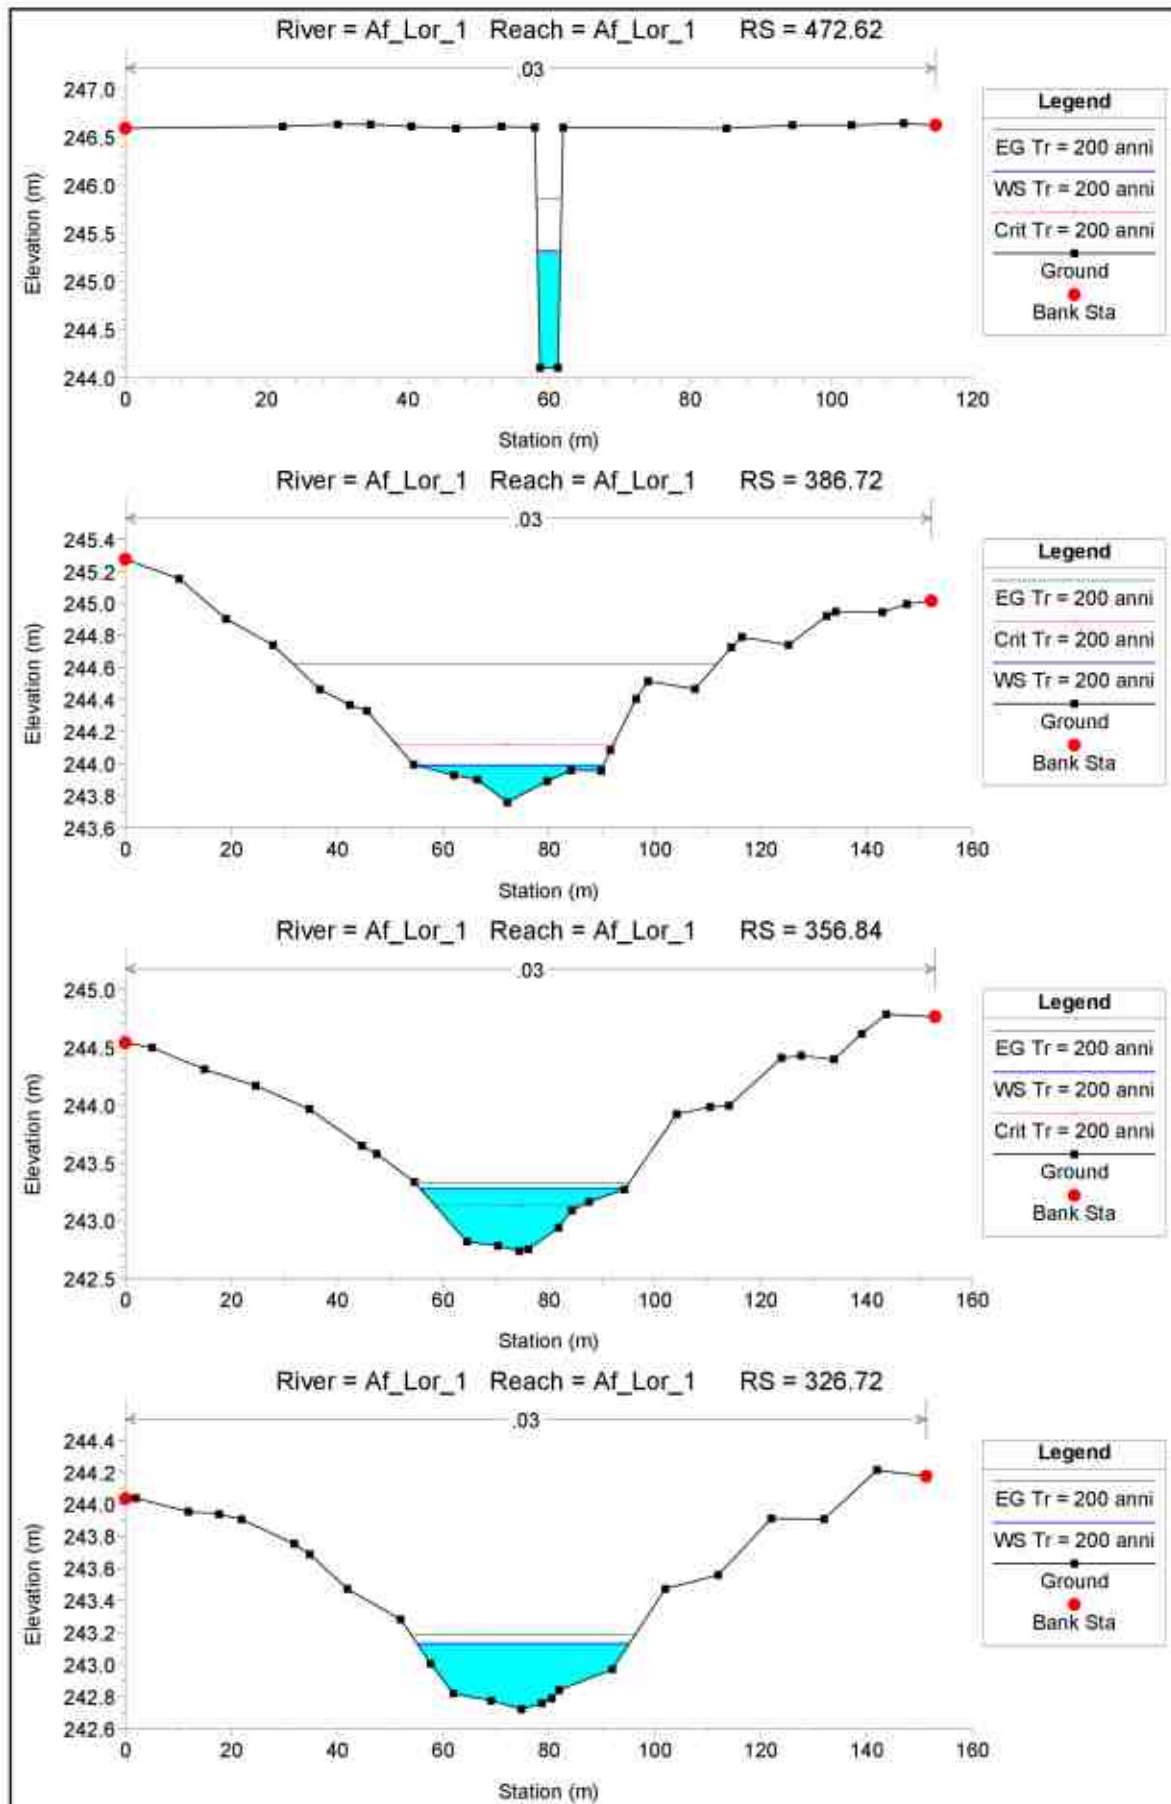 River = Af_Lor_1 Reach = Af_Lor_1 RS = 472.62
.03
247.0
246.5
246.0
245.5
245.0
244.5
244.0
Elevation (m)
0 20 40 60 80 100 120
Station (m)
Legend
EG Tr = 200 anni
WS Tr = 200 anni
Crit Tr = 200 anni
Ground
Bank Sta
River = Af_Lor_1 Reach = Af_Lor_1 RS = 386.72
.03
245.4
245.2
245.0
244.8
244.6
244.4
244.2
244.0
243.8
243.6
Elevation (m)
0 20 40 60 80 100 120 140 160
Station (m)
Legend
EG Tr = 200 anni
Crit Tr = 200 anni
WS Tr = 200 anni
Ground
Bank Sta
River = Af_Lor_1 Reach = Af_Lor_1 RS = 356.84
.03
245.0
244.5
244.0
243.5
243.0
242.5
Elevation (m)
0 20 40 60 80 100 120 140 160
Station (m)
Legend
EG Tr = 200 anni
WS Tr = 200 anni
Crit Tr = 200 anni
Ground
Bank Sta
River = Af_Lor_1 Reach = Af_Lor_1 RS = 326.72
.03
244.4
244.2
244.0
243.8
243.6
243.4
243.2
243.0
242.8
242.6
Elevation (m)
0 20 40 60 80 100 120 140 160
Station (m)
Legend
EG Tr = 200 anni
WS Tr = 200 anni
Ground
Bank Sta